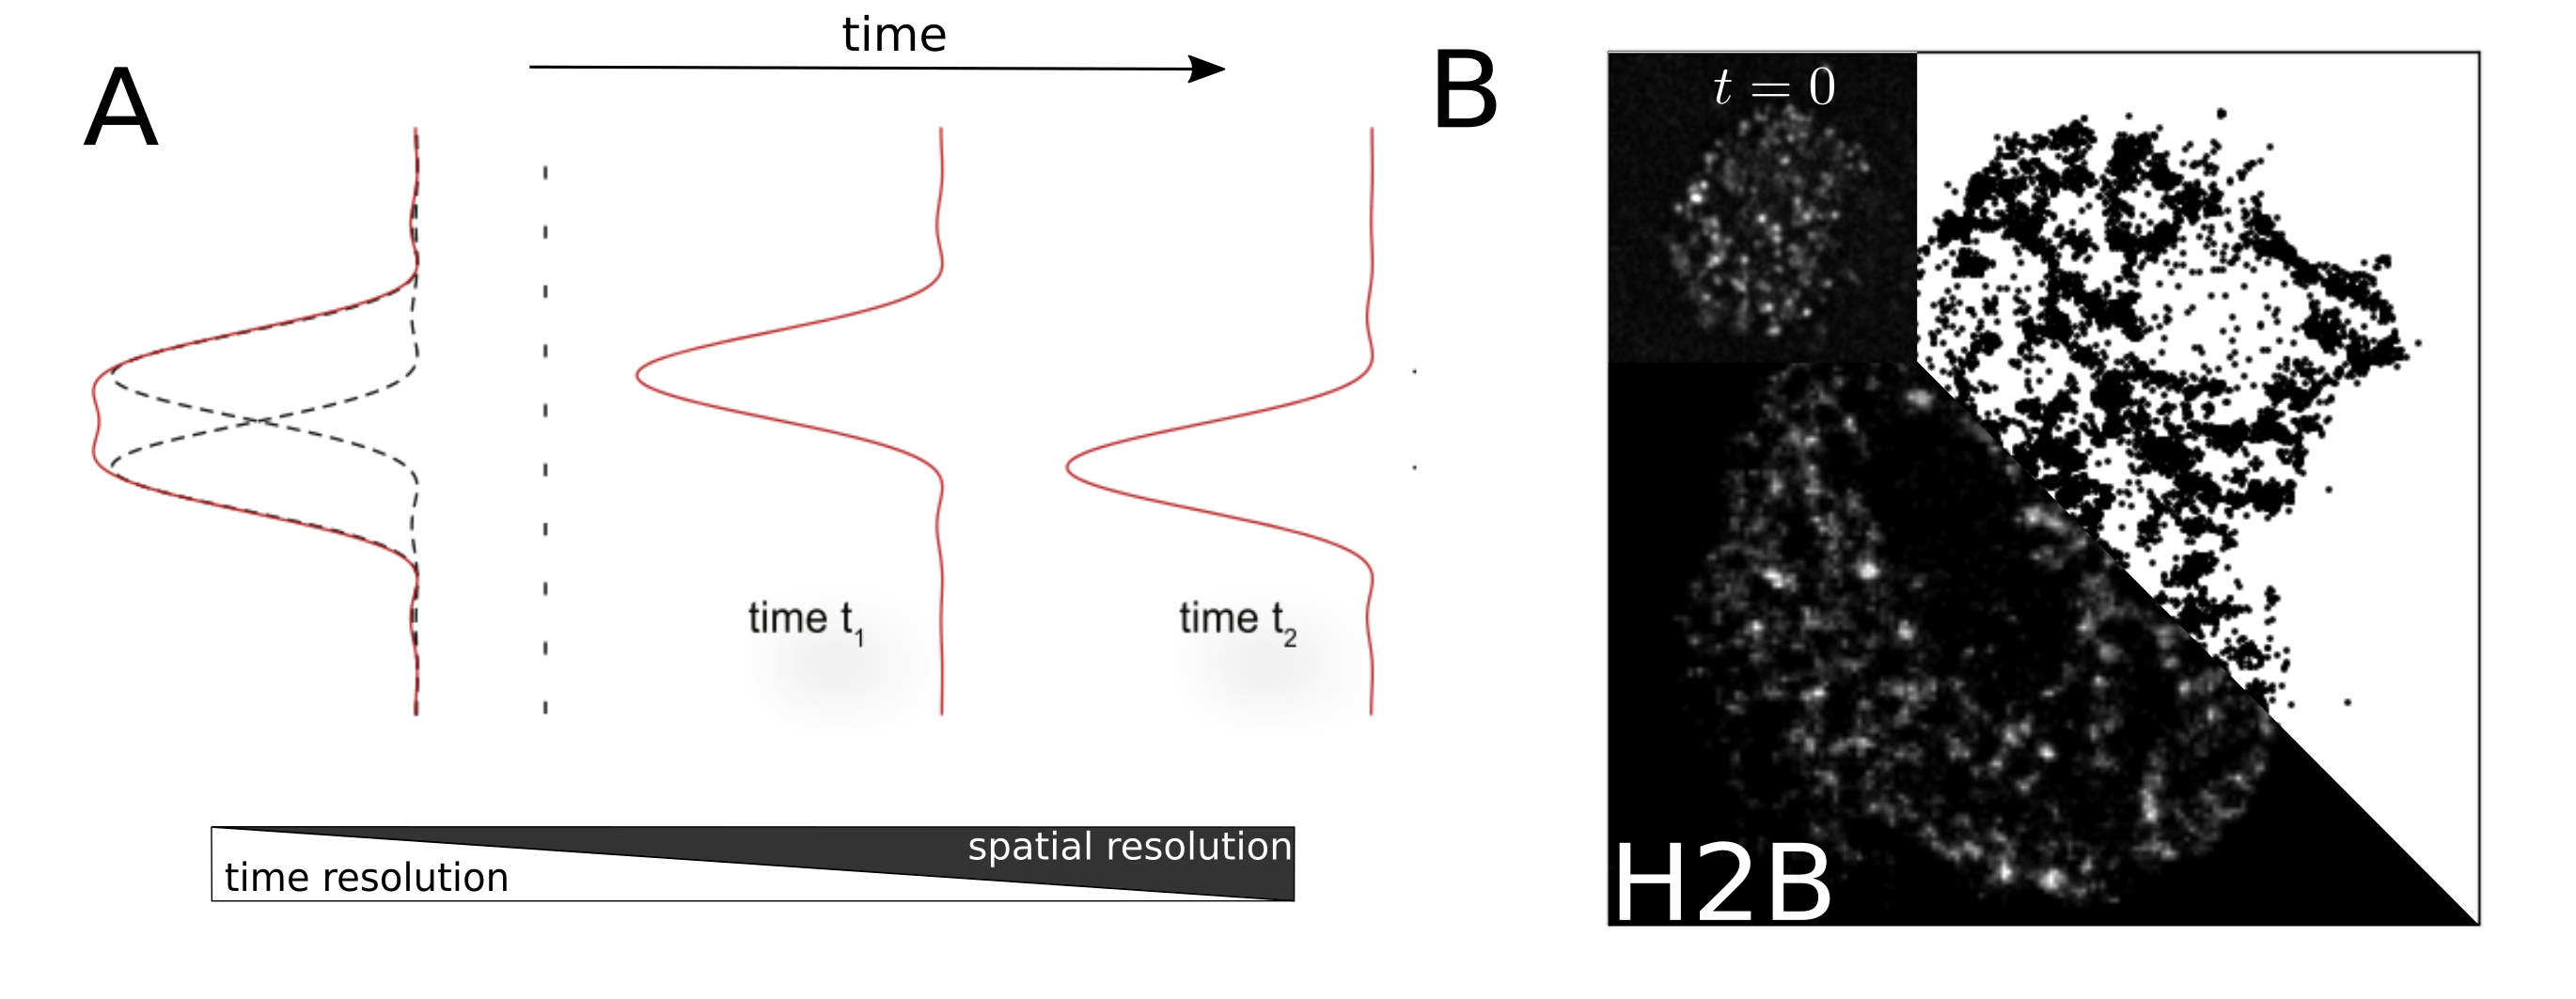 A
time
time t1
time t2
time resolution
spatial resolution
B
t = 0
H2B